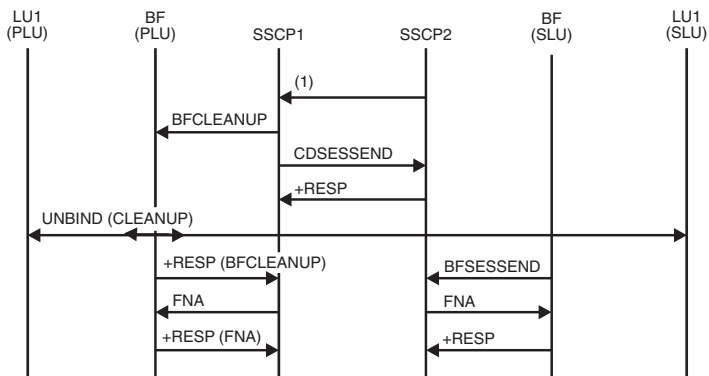 LU1
(PLU)
BF
(PLU)
SSCP1
SSCP2
BF
(SLU)
LU1
(SLU)
(1)
BFCLEANUP
CDSESSEND
+RESP
UNBIND (CLEANUP)
+RESP (BFCLEANUP)
BFSESSEND
FNA
FNA
+RESP (FNA)
+RESP